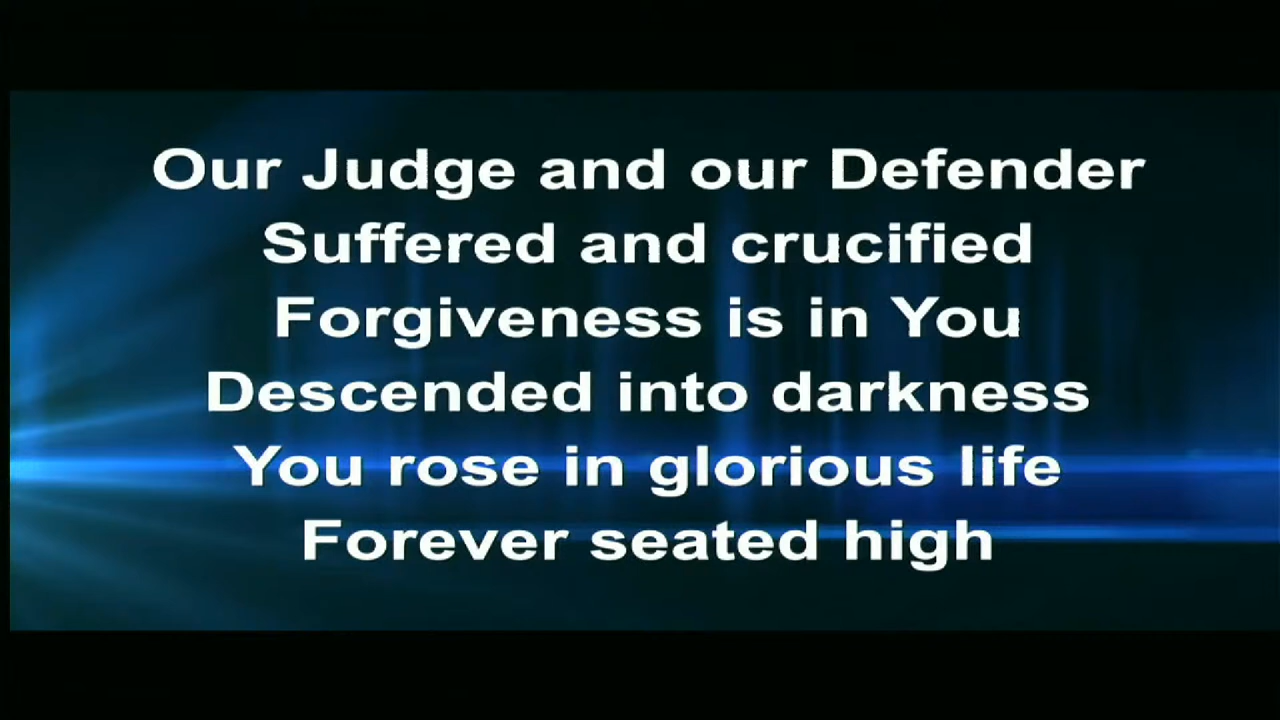 Our Judge and our Defender
Suffered and crucified
Forgiveness is in You
Descended into darkness
You rose in glorious life
Forever seated high